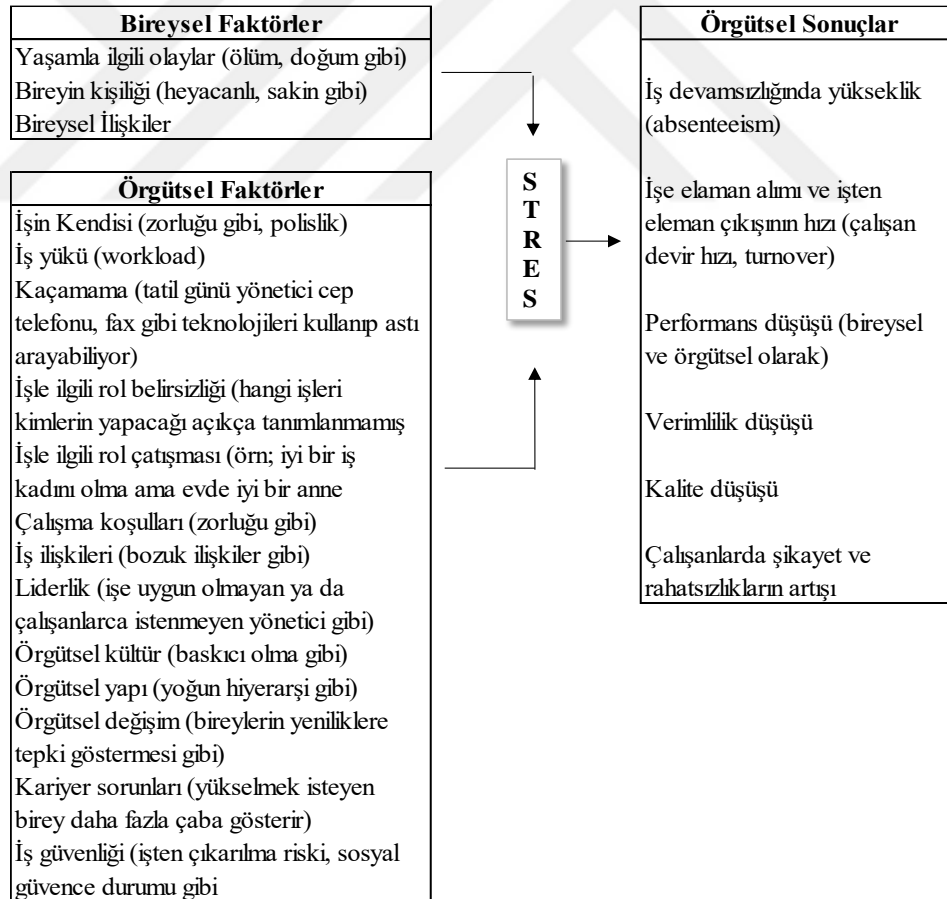 Bireysel Faktörler
Yaşamla ilgili olaylar (ölüm, doğum gibi)
Bireyin kişiliği (heyacanlı, sakin gibi)
Bireysel İlişkiler
Örgütsel Faktörler
İşin Kendisi (zorluğu gibi, polislik)
İş yükü (workload)
Kaçamama (tatil günü yönetici cep
telefonu, fax gibi teknolojileri kullanıp astı
arayabiliyor)
İşle ilgili rol belirsizliği (hangi işleri
kimlerin yapacağı açıkça tanımlanmamış
İşle ilgili rol çatışması (örn; iyi bir iş
kadını olma ama evde iyi bir anne
Çalışma koşulları (zorluğu gibi)
İş ilişkileri (bozuk ilişkiler gibi)
Liderlik (işe uygun olmayan ya da
çalışanlarca istenmeyen yönetici gibi)
Örgütsel kültür (baskıcı olma gibi)
Örgütsel yapı (yoğun hiyerarşi gibi)
Örgütsel değişim (bireylerin yeniliklere
tepki göstermesi gibi)
Kariyer sorunları (yükselmek isteyen
birey daha fazla çaba gösterir)
İş güvenliği (işten çıkarılma riski, sosyal
güvence durumu gibi
S
T
R
E
S
Örgütsel Sonuçlar
İş devamsızlığında yükseklik
(absenteeism)
İşe elaman alımı ve işten
eleman çıkışının hızı (çalışan
devir hızı, turnover)
Performans düşüşü (bireysel
ve örgütsel olarak)
Verimlilik düşüşü
Kalite düşüşü
Çalışanlarda şikayet ve
rahatsızlıkların artışı